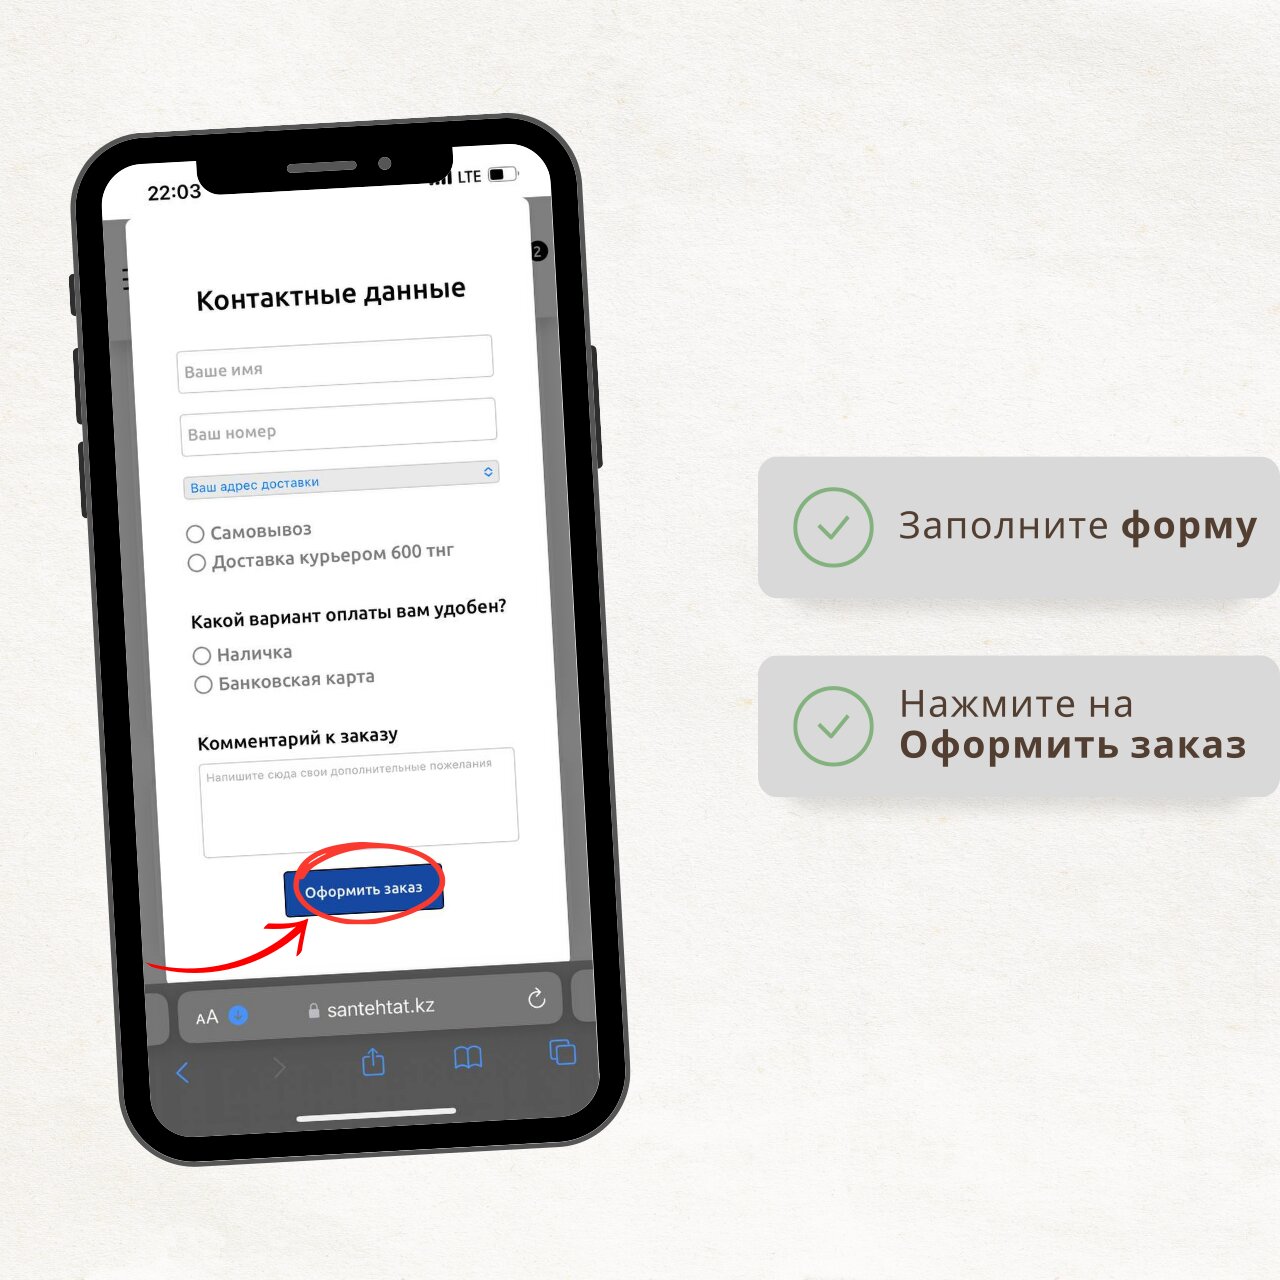 22:03
LTE
2
Контактные данные
Ваше имя
Ваш номер
Ваш адрес доставки
Самовывоз
Доставка курьером 600 тнг
Какой вариант оплаты вам удобен?
Наличка
Банковская карта
Комментарий к заказу
Напишите сюда свои дополнительные пожелания
Оформить заказ
AA
santehtat.kz
Заполните форму
Нажмите на
Оформить заказ